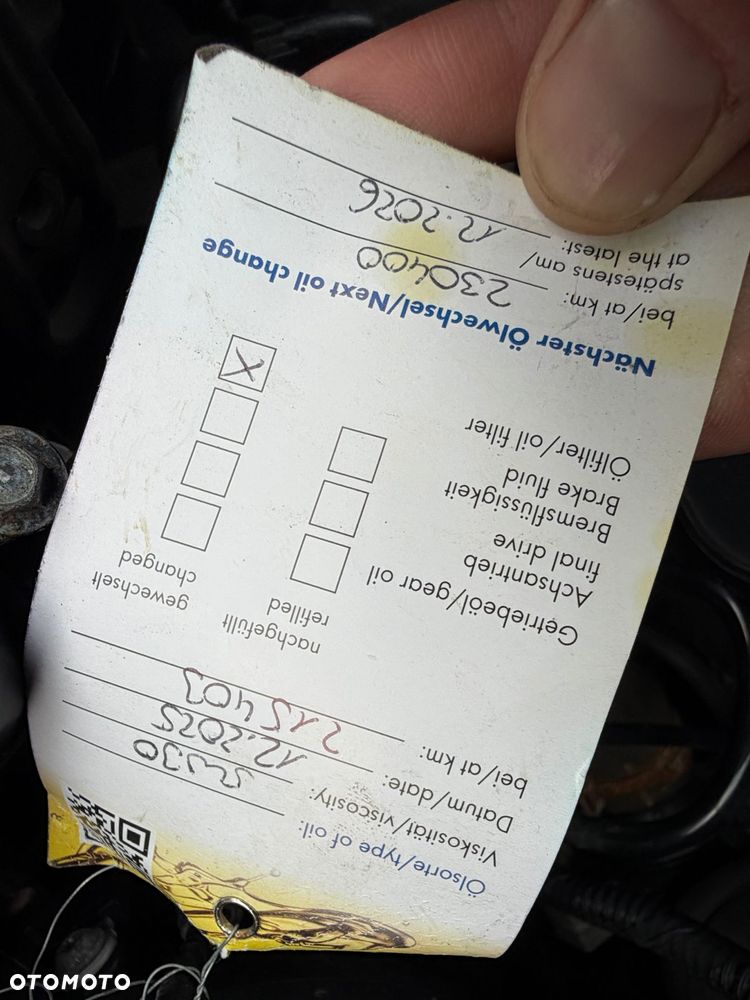 Ölsorte/type of oil:
Viskosität/viscosity: 5W30
Datum/date: 12.2025
bei/at km: 215403
nachgefüllt gewechselt
refilled changed
Getriebeöl/gear oil
Achsantrieb
final drive
Bremsflüssigkeit
Brake fluid
Ölfilter/oil filter X
Nächster Ölwechsel/Next oil change
bei/at km: 230400
spätestens am/
at the latest: 12.2026
OTOMOTO